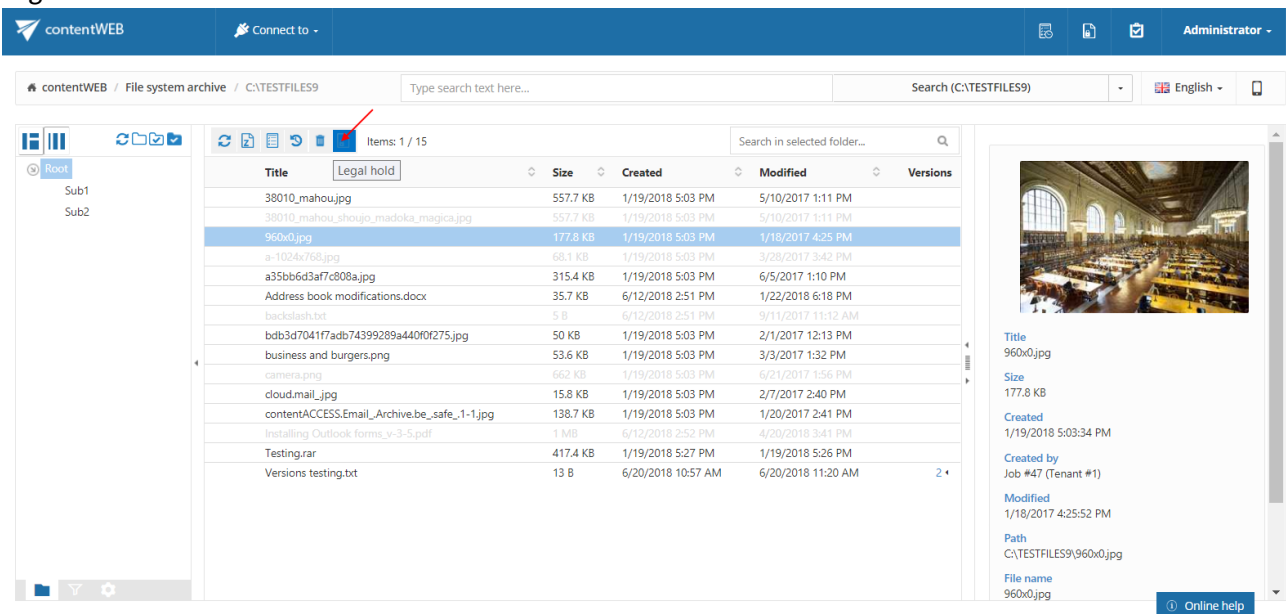 contentWEB Connect to Administrator
contentWEB / File system archive / C:\TESTFILES9 Type search text here... Search (C:\TESTFILES9) English
Items: 1 / 15 Search in selected folder...
Root
Sub1
Sub2
Title Size Created Modified Versions
Legal hold
38010_mahou.jpg 557.7 KB 1/19/2018 5:03 PM 5/10/2017 1:11 PM
38010_mahou_shoujo_madoka_magica.jpg 557.7 KB 1/19/2018 5:03 PM 5/10/2017 1:11 PM
960x0.jpg 177.8 KB 1/19/2018 5:03 PM 1/18/2017 4:25 PM
a-1024x768.jpg 68.1 KB 1/19/2018 5:03 PM 3/28/2017 3:42 PM
a35bb6d3af7c808a.jpg 315.4 KB 1/19/2018 5:03 PM 6/5/2017 1:10 PM
Address book modifications.docx 35.7 KB 6/12/2018 2:51 PM 1/22/2018 6:18 PM
backslash.txt 5 B 6/12/2018 2:51 PM 9/11/2017 11:12 AM
bdb3d7041f7adb74399289a440f0f275.jpg 50 KB 1/19/2018 5:03 PM 2/1/2017 12:13 PM
business and burgers.png 53.6 KB 1/19/2018 5:03 PM 3/3/2017 1:32 PM
camera.png 662 KB 1/19/2018 5:03 PM 6/21/2017 1:56 PM
cloud.mail_.jpg 15.8 KB 1/19/2018 5:03 PM 2/7/2017 2:40 PM
contentACCESS.Email_.Archive.be_.safe_.1-1.jpg 138.7 KB 1/19/2018 5:03 PM 1/20/2017 2:41 PM
Installing Outlook forms_v-3-5.pdf 1 MB 6/12/2018 2:52 PM 4/20/2018 3:41 PM
Testing.rar 417.4 KB 1/19/2018 5:27 PM 1/19/2018 5:26 PM
Versions testing.txt 13 B 6/20/2018 10:57 AM 6/20/2018 11:20 AM 2
Title
960x0.jpg
Size
177.8 KB
Created
1/19/2018 5:03:34 PM
Created by
Job #47 (Tenant #1)
Modified
1/18/2017 4:25:52 PM
Path
C:\TESTFILES9\960x0.jpg
File name
960x0.jpg
Online help